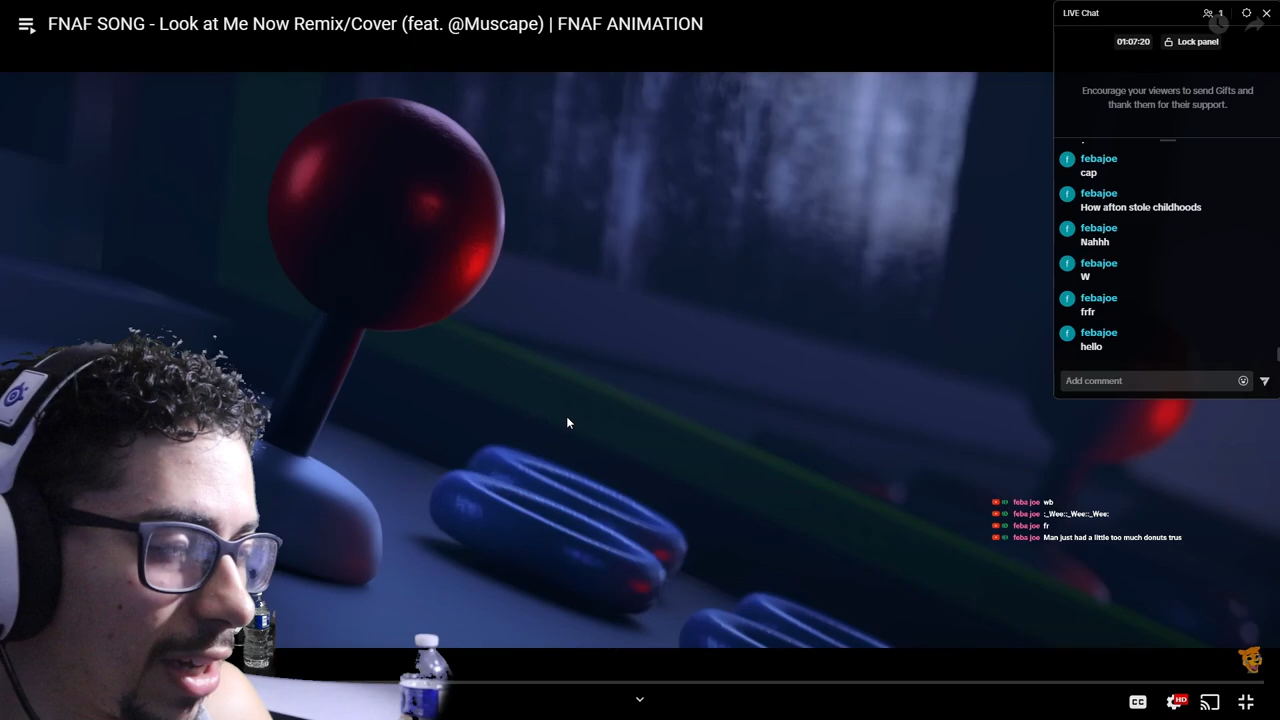 FNAF SONG - Look at Me Now Remix/Cover (feat. @Muscape) | FNAF ANIMATION
LIVE Chat
1
01:07:20
Lock panel
Encourage your viewers to send Gifts and
thank them for their support.
f febajoe
cap
f febajoe
How afton stole childhoods
f febajoe
Nahhh
f febajoe
W
f febajoe
frfr
f febajoe
hello
Add comment
feba joe wb
feba joe :_Wee::_Wee::_Wee:
feba joe fr
feba joe Man just had a little too much donuts trus
CC
HD